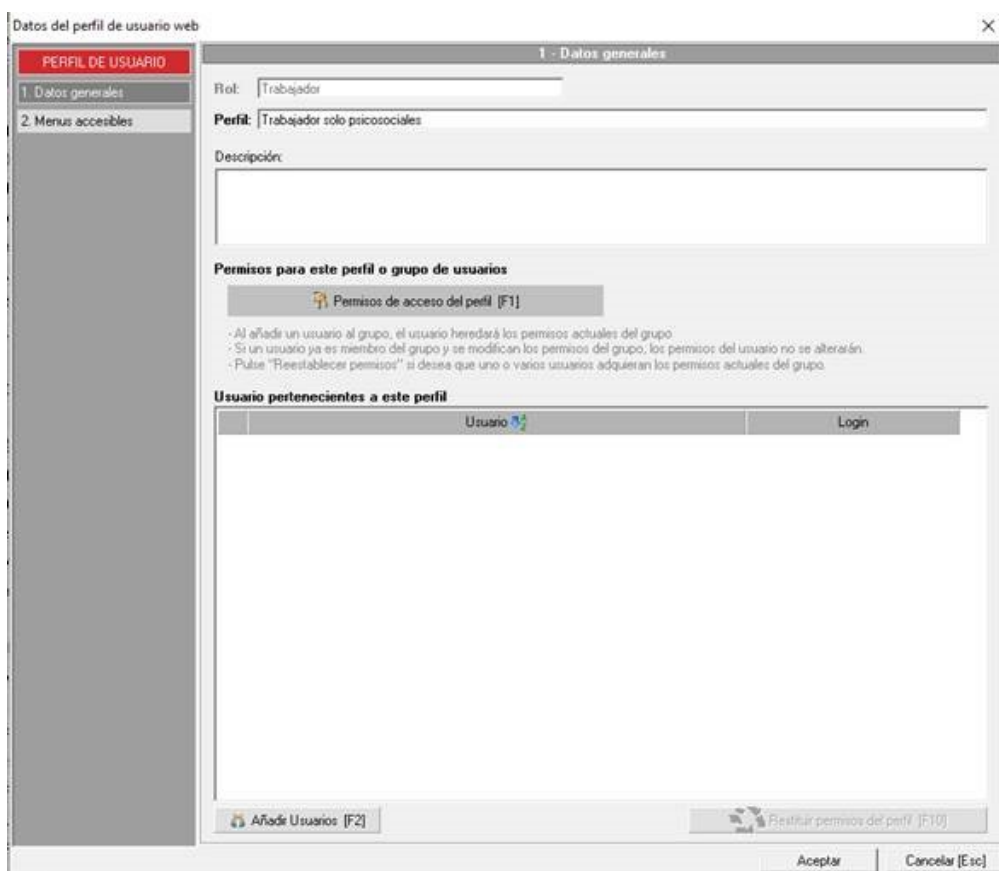 Datos del perfil de usuario web
PERFIL DE USUARIO
1. Datos generales
2. Menus accesibles
1 - Datos generales
Rol: Trabajador
Perfil: Trabajador solo psicosociales
Descripción:
Permisos para este perfil o grupo de usuarios
Permisos de acceso del perfil [F1]
- Al añadir un usuario al grupo, el usuario heredará los permisos actuales del grupo
- Si un usuario ya es miembro del grupo y se modifican los permisos del grupo, los permisos del usuario no se alterarán.
- Pulse "Reestablecer permisos" si desea que uno o varios usuarios adquieran los permisos actuales del grupo.
Usuario pertenecientes a este perfil
Usuario Login
Añadir Usuarios [F2] Restituir permisos del perfil [F10]
Aceptar Cancelar [Esc]